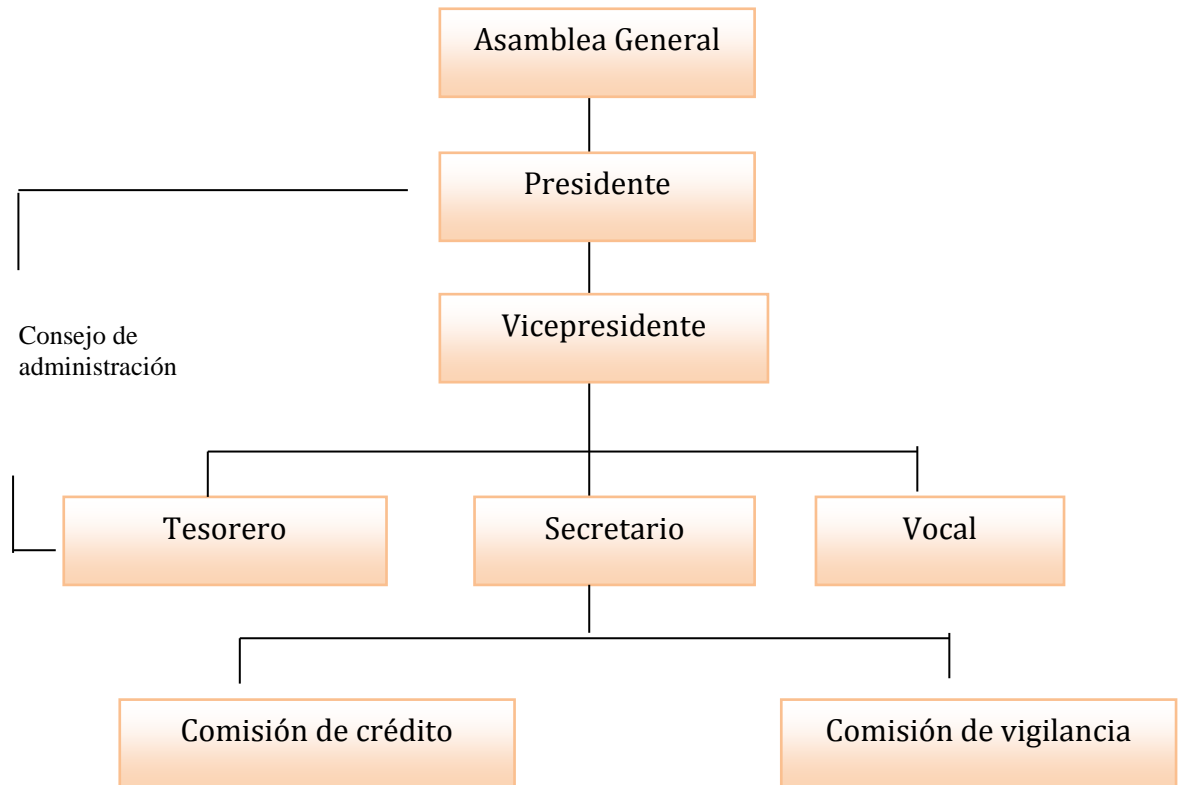 Asamblea General
Presidente
Vicepresidente
Consejo de
administración
Tesorero
Secretario
Vocal
Comisión de crédito
Comisión de vigilancia